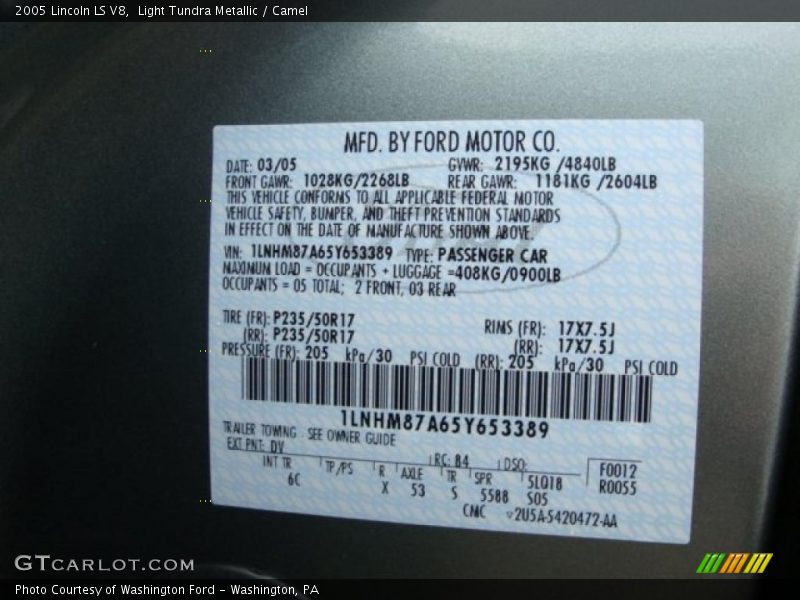 2005 Lincoln LS V8, Light Tundra Metallic / Camel
MFD. BY FORD MOTOR CO.
DATE: 03/05 GVWR: 2195KG /4840LB
FRONT GAWR: 1028KG/2268LB REAR GAWR: 1181KG /2604LB
THIS VEHICLE CONFORMS TO ALL APPLICABLE FEDERAL MOTOR
VEHICLE SAFETY, BUMPER, AND THEFT PREVENTION STANDARDS
IN EFFECT ON THE DATE OF MANUFACTURE SHOWN ABOVE.
VIN: 1LNHM87A65Y653389 TYPE: PASSENGER CAR
MAXIMUM LOAD = OCCUPANTS + LUGGAGE =408KG/0900LB
OCCUPANTS = 05 TOTAL; 2 FRONT, 03 REAR
TIRE (FR): P235/50R17 RIMS (FR): 17X7.5J
(RR): P235/50R17 (RR): 17X7.5J
PRESSURE (FR): 205 kPa/30 PSI COLD (RR): 205 kPa/30 PSI COLD
1LNHM87A65Y653389
TRAILER TOWING - SEE OWNER GUIDE
EXT PNT: DV RC: 84 DSO: F0012
INT TR TP/PS R AXLE TR SPR 5LQ18 R0055
6C X 53 S 5588 S05
CMC 2U5A-5420472-AA
GTCARLOT.COM
Photo Courtesy of Washington Ford - Washington, PA